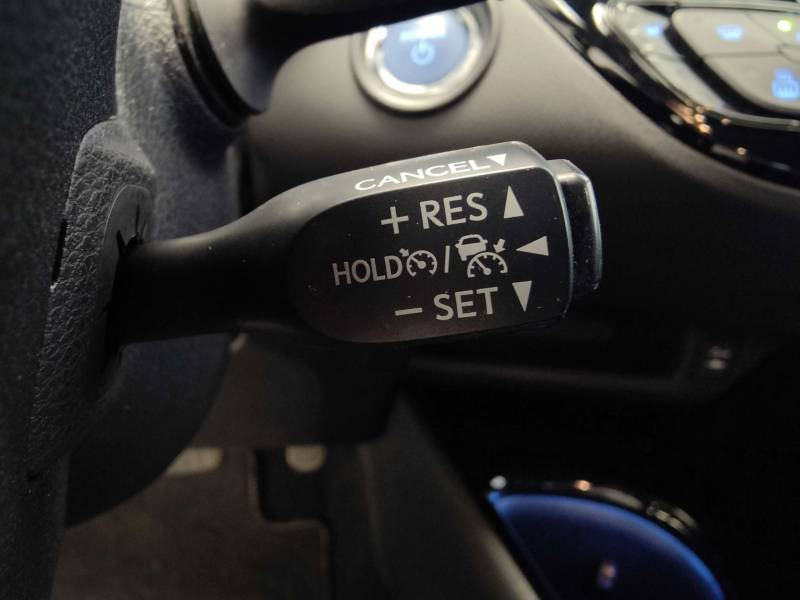 CANCEL
+ RES
HOLD /
− SET